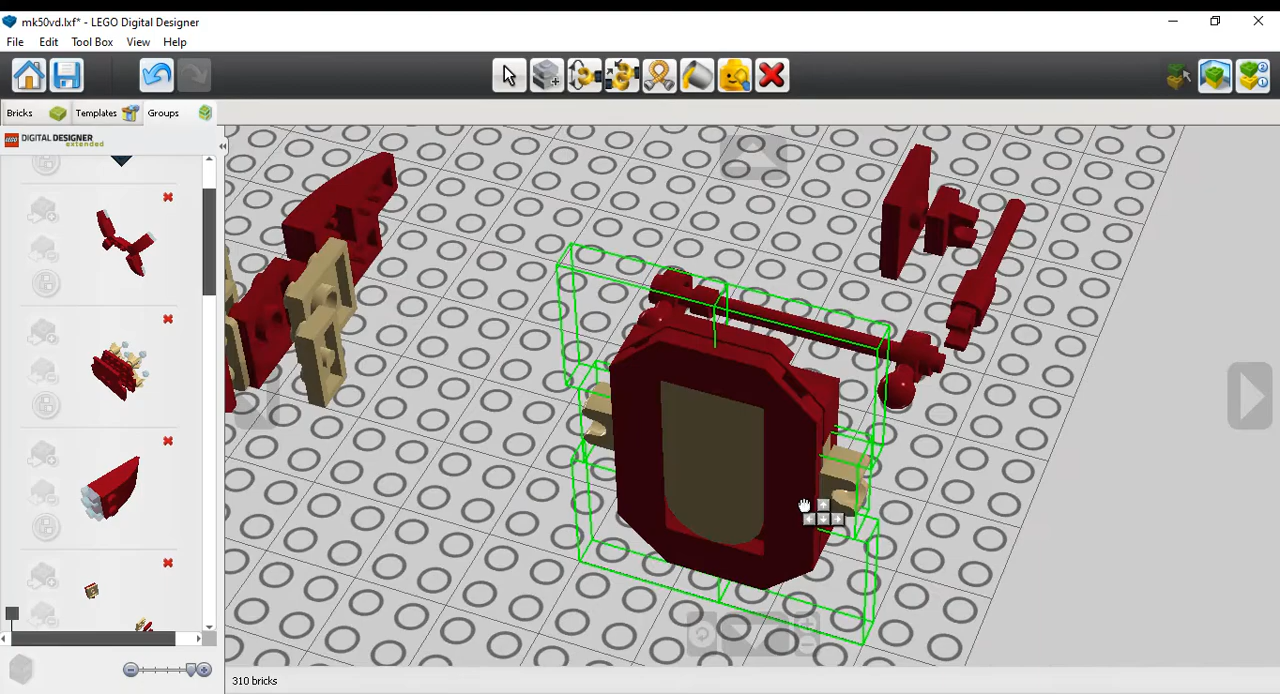 mk50vd.lxf* - LEGO Digital Designer
File Edit Tool Box View Help
Bricks Templates Groups
LEGO DIGITAL DESIGNER
extended
310 bricks